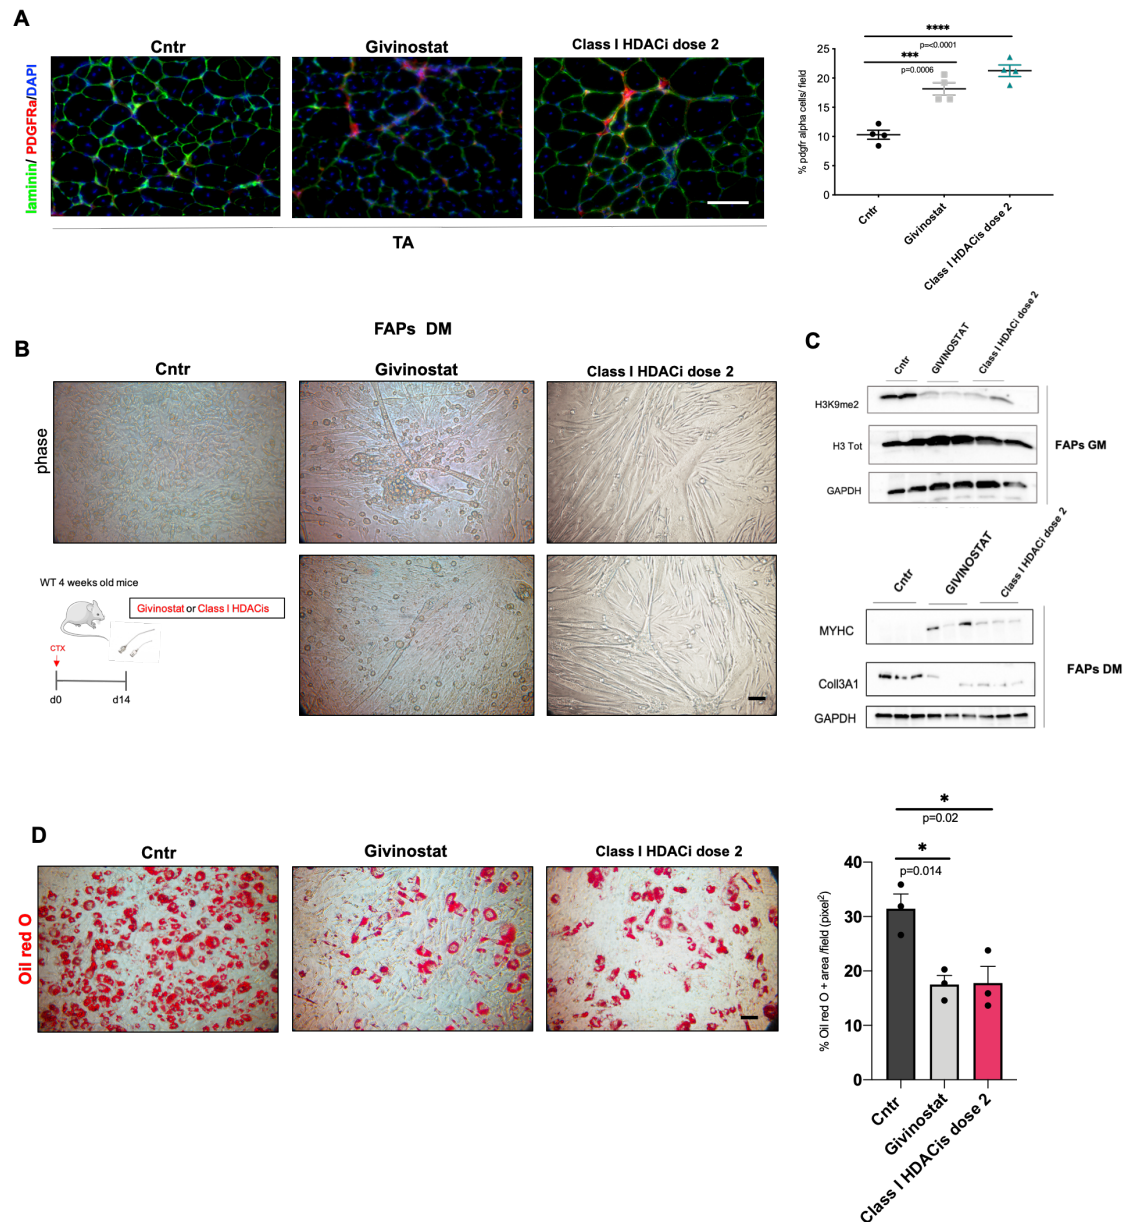 A
Cntr
Givinostat
Class I HDACi dose 2
laminin/ PDGFRa/DAPI
TA
****
p=<0.0001
***
p=0.0006
% pdgfr alpha cells/ field
25
20
15
10
5
0
Cntr
Givinostat
Class I HDACis dose 2
FAPs DM
B
Cntr
Givinostat
Class I HDACi dose 2
phase
WT 4 weeks old mice
Givinostat or Class I HDACis
CTX
d0
d14
C
Cntr
GIVINOSTAT
Class I HDACi dose 2
H3K9me2
H3 Tot
GAPDH
FAPs GM
Cntr
GIVINOSTAT
Class I HDACi dose 2
MYHC
Coll3A1
GAPDH
FAPs DM
D
Cntr
Givinostat
Class I HDACi dose 2
Oil red O
*
p=0.02
*
p=0.014
% Oil red O + area /field (pixel²)
40
30
20
10
0
Cntr
Givinostat
Class I HDACis dose 2